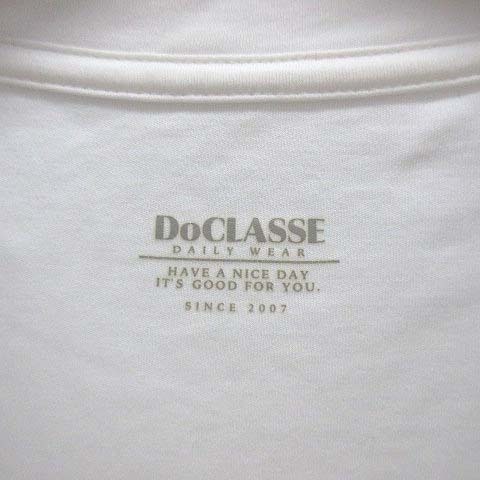 DoCLASSE
DAILY WEAR
HAVE A NICE DAY
IT'S GOOD FOR YOU.
SINCE 2007